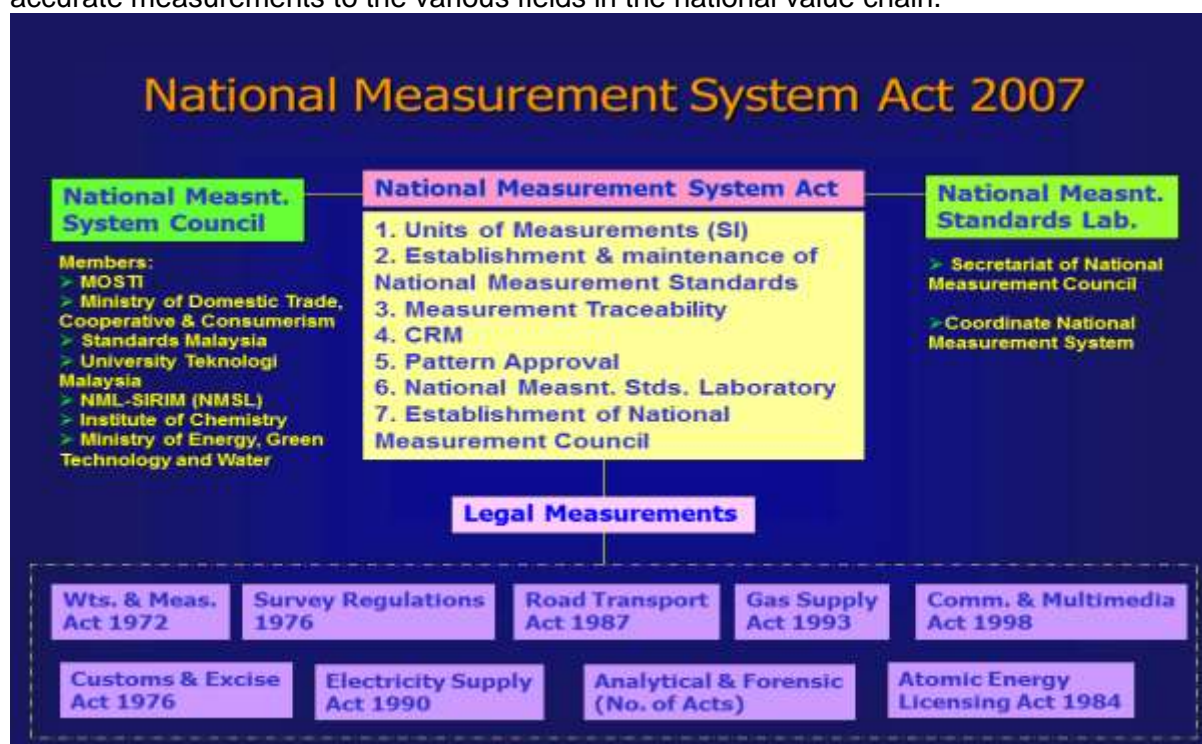 accurate measurements to the various fields in the national value chain.
National Measurement System Act 2007
National Measnt.
System Council
Members:
➢ MOSTI
➢ Ministry of Domestic Trade,
Cooperative & Consumerism
➢ Standards Malaysia
➢ University Teknologi
Malaysia
➢ NML-SIRIM (NMSL)
➢ Institute of Chemistry
➢ Ministry of Energy, Green
Technology and Water
National Measurement System Act
1. Units of Measurements (SI)
2. Establishment & maintenance of
National Measurement Standards
3. Measurement Traceability
4. CRM
5. Pattern Approval
6. National Measnt. Stds. Laboratory
7. Establishment of National
Measurement Council
National Measnt.
Standards Lab.
➢ Secretariat of National
Measurement Council
➢Coordinate National
Measurement System
Legal Measurements
Wts. & Meas.
Act 1972
Survey Regulations
1976
Road Transport
Act 1987
Gas Supply
Act 1993
Comm. & Multimedia
Act 1998
Customs & Excise
Act 1976
Electricity Supply
Act 1990
Analytical & Forensic
(No. of Acts)
Atomic Energy
Licensing Act 1984